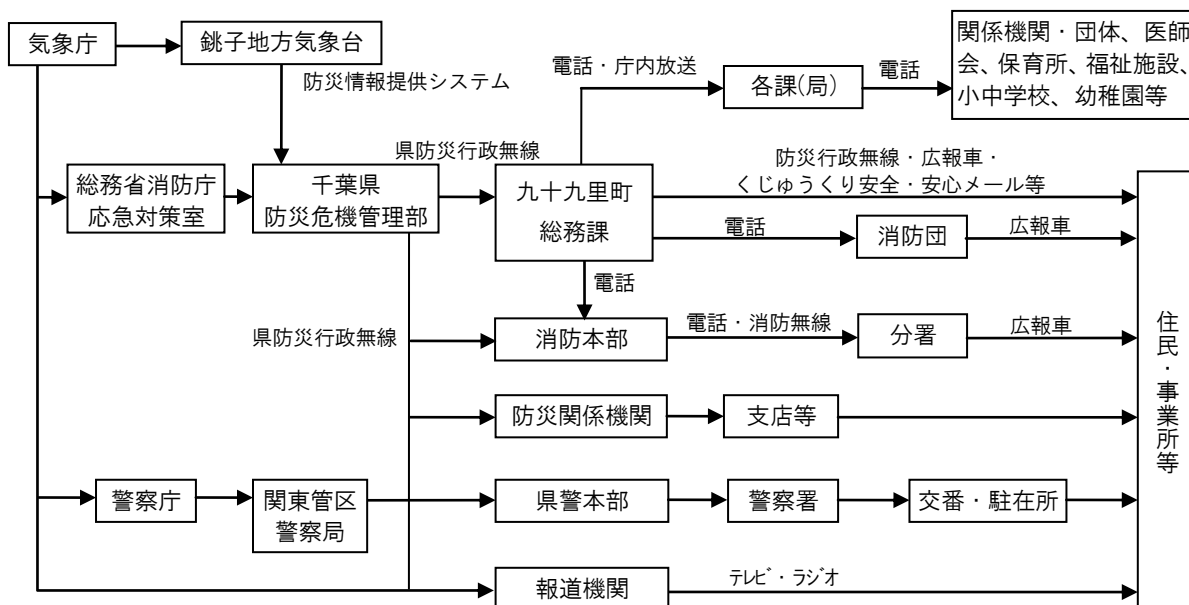 気象庁
銚子地方気象台
関係機関・団体、医師
会、保育所、福祉施設、
小中学校、幼稚園等
電話・庁内放送
各課(局)
電話
防災情報提供システム
県防災行政無線
防災行政無線・広報車・
くじゅうくり安全・安心メール等
総務省消防庁
応急対策室
千葉県
防災危機管理部
九十九里町
総務課
電話
消防団
広報車
電話
県防災行政無線
消防本部
電話・消防無線
分署
広報車
住民・事業所等
防災関係機関
支店等
警察庁
関東管区
警察局
県警本部
警察署
交番・駐在所
報道機関
ﾃﾚﾋﾞ・ﾗｼﾞｵ